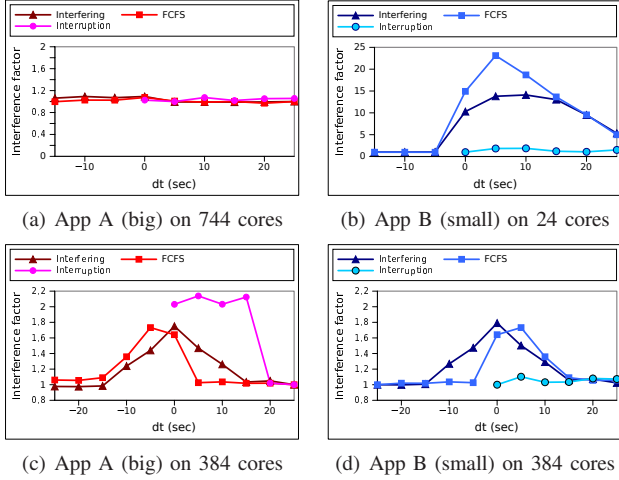 Interfering FCFS
Interruption
Interference factor
2
1,6
1,2
0,8
0,4
0
−10 0 10 20
dt (sec)
(a) App A (big) on 744 cores
Interfering FCFS
Interruption
Interference factor
25
20
15
10
5
0
−10 0 10 20
dt (sec)
(b) App B (small) on 24 cores
Interfering FCFS
Interruption
Interference factor
2,2
2
1,8
1,6
1,4
1,2
1
0,8
−20 −10 0 10 20
dt (sec)
(c) App A (big) on 384 cores
Interfering FCFS
Interruption
Interference factor
2,2
2
1,8
1,6
1,4
1,2
1
0,8
−20 −10 0 10 20
dt (sec)
(d) App B (small) on 384 cores